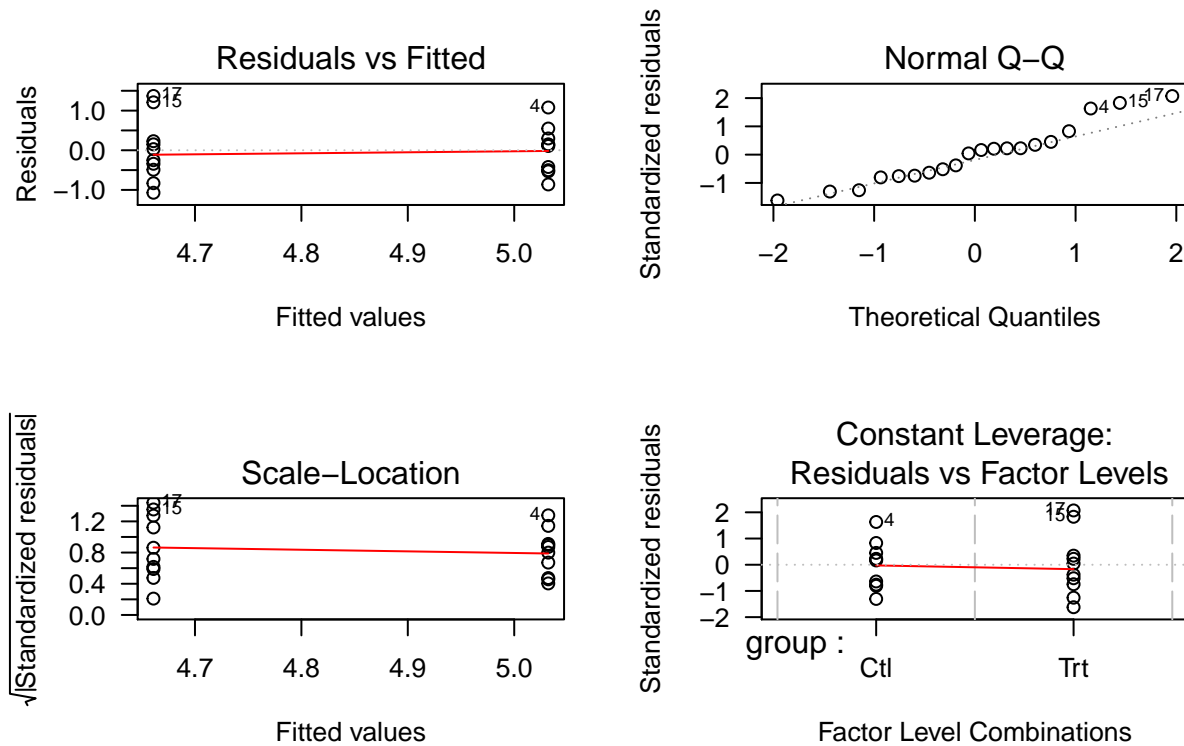 Residuals vs Fitted
Residuals
1.0
0.0
−1.0
17
15
4
4.7 4.8 4.9 5.0
Fitted values
Normal Q−Q
Standardized residuals
2
1
0
−1
4 15 17
−2 −1 0 1 2
Theoretical Quantiles
Scale−Location
√|Standardized residuals|
1.2
0.8
0.4
0.0
17
15
4
4.7 4.8 4.9 5.0
Fitted values
Constant Leverage:
Residuals vs Factor Levels
Standardized residuals
2
1
0
−1
−2
4
17
15
group :
Ctl Trt
Factor Level Combinations